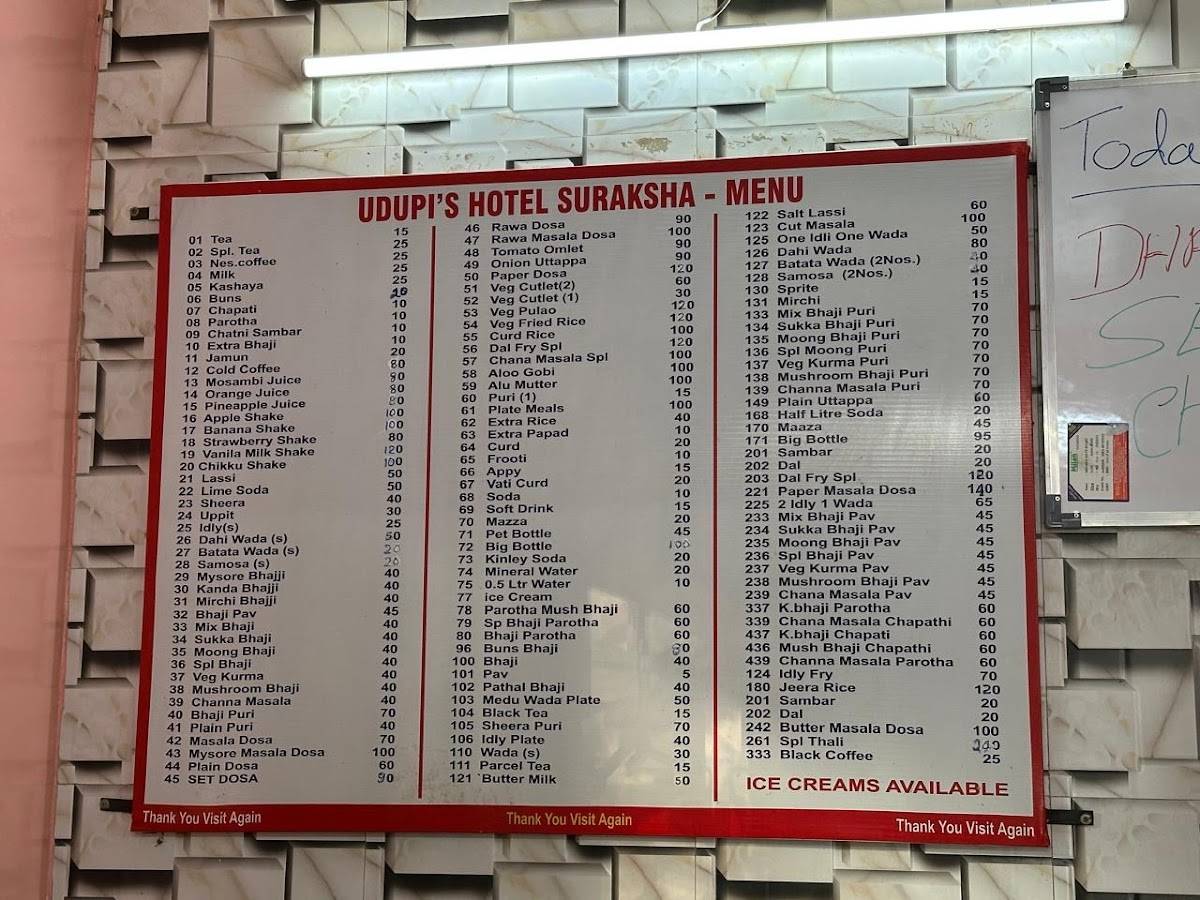 UDUPI'S HOTEL SURAKSHA - MENU
01 Tea 15
02 Spl. Tea 25
03 Nes.coffee 25
04 Milk 25
05 Kashaya 25
06 Buns
07 Chapati 10
08 Parotha 10
09 Chatni Sambar 10
10 Extra Bhaji 10
11 Jamun 20
12 Cold Coffee 80
13 Mosambi Juice 90
14 Orange Juice 80
15 Pineapple Juice 80
16 Apple Shake 100
17 Banana Shake 100
18 Strawberry Shake 80
19 Vanila Milk Shake 120
20 Chikku Shake 100
21 Lassi 50
22 Lime Soda 50
23 Sheera 40
24 Uppit 30
25 Idly(s) 25
26 Dahi Wada (s) 50
27 Batata Wada (s) 20
28 Samosa (s) 20
29 Mysore Bhajji 40
30 Kanda Bhajji 40
31 Mirchi Bhajji 40
32 Bhaji Pav 45
33 Mix Bhaji 40
34 Sukka Bhaji 40
35 Moong Bhaji 40
36 Spl Bhaji 40
37 Veg Kurma 40
38 Mushroom Bhaji 40
39 Channa Masala 40
40 Bhaji Puri 70
41 Plain Puri 40
42 Masala Dosa 70
43 Mysore Masala Dosa 100
44 Plain Dosa 60
45 SET DOSA 90
46 Rawa Dosa 90
47 Rawa Masala Dosa 100
48 Tomato Omlet 90
49 Onion Uttappa 90
50 Paper Dosa 120
51 Veg Cutlet(2) 60
52 Veg Cutlet (1) 30
53 Veg Pulao 120
54 Veg Fried Rice 120
55 Curd Rice 100
56 Dal Fry Spl 120
57 Chana Masala Spl 100
58 Aloo Gobi 100
59 Alu Mutter 100
60 Puri (1) 15
61 Plate Meals 100
62 Extra Rice 40
63 Extra Papad 10
64 Curd 20
65 Frooti 10
66 Appy 15
67 Vati Curd 20
68 Soda 10
69 Soft Drink 15
70 Mazza 20
71 Pet Bottle 45
72 Big Bottle 100
73 Kinley Soda 20
74 Mineral Water 20
75 0.5 Ltr Water 10
77 ice Cream
78 Parotha Mush Bhaji 60
79 Sp Bhaji Parotha 60
80 Bhaji Parotha 60
96 Buns Bhaji 80
100 Bhaji 40
101 Pav 5
102 Pathal Bhaji 40
103 Medu Wada Plate 50
104 Black Tea 15
105 Sheera Puri 70
106 Idly Plate 40
110 Wada (s) 30
111 Parcel Tea 15
121 `Butter Milk 50
122 Salt Lassi 60
123 Cut Masala 100
125 One Idli One Wada 50
126 Dahi Wada 80
127 Batata Wada (2Nos.)
128 Samosa (2Nos.) 40
130 Sprite 15
131 Mirchi 15
133 Mix Bhaji Puri 70
134 Sukka Bhaji Puri 70
135 Moong Bhaji Puri 70
136 Spl Moong Puri 70
137 Veg Kurma Puri 70
138 Mushroom Bhaji Puri 70
139 Channa Masala Puri 70
149 Plain Uttappa 60
168 Half Litre Soda 20
170 Maaza 45
171 Big Bottle 95
201 Sambar 20
202 Dal 20
203 Dal Fry Spl 120
221 Paper Masala Dosa 140
225 2 Idly 1 Wada 65
233 Mix Bhaji Pav 45
234 Sukka Bhaji Pav 45
235 Moong Bhaji Pav 45
236 Spl Bhaji Pav 45
237 Veg Kurma Pav 45
238 Mushroom Bhaji Pav 45
239 Chana Masala Pav 45
337 K.bhaji Parotha 60
339 Chana Masala Chapathi 60
437 K.bhaji Chapati 60
436 Mush Bhaji Chapathi 60
439 Channa Masala Parotha 60
124 Idly Fry 70
180 Jeera Rice 120
201 Sambar 20
202 Dal 20
242 Butter Masala Dosa 100
261 Spl Thali
333 Black Coffee 25
ICE CREAMS AVAILABLE
Thank You Visit Again
Thank You Visit Again
Thank You Visit Again
Toda